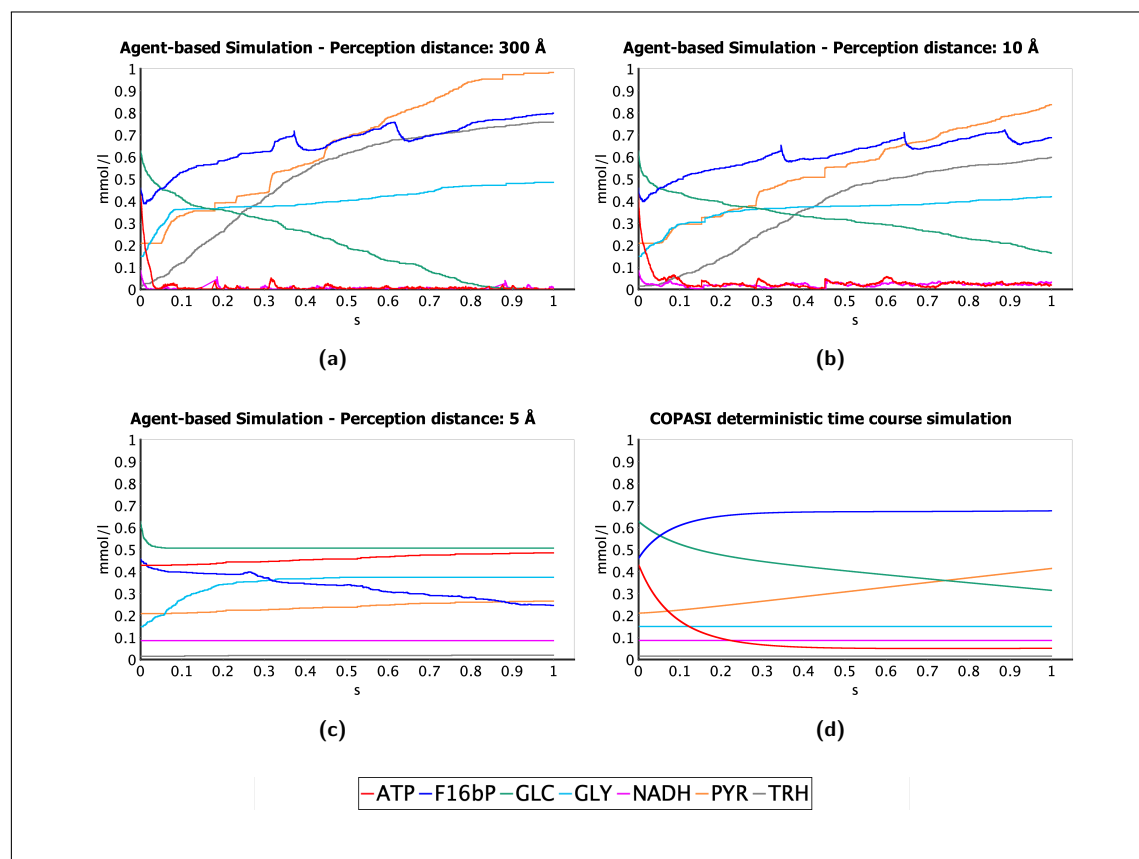 Agent-based Simulation - Perception distance: 300 Å
Agent-based Simulation - Perception distance: 10 Å
1
0.9
0.8
0.7
0.6
0.5
0.4
0.3
0.2
0.1
0
mmol/l
0.1 0.2 0.3 0.4 0.5 0.6 0.7 0.8 0.9 1
s
(a)
1
0.9
0.8
0.7
0.6
0.5
0.4
0.3
0.2
0.1
0
mmol/l
0.1 0.2 0.3 0.4 0.5 0.6 0.7 0.8 0.9 1
s
(b)
Agent-based Simulation - Perception distance: 5 Å
COPASI deterministic time course simulation
1
0.9
0.8
0.7
0.6
0.5
0.4
0.3
0.2
0.1
0
mmol/l
0.1 0.2 0.3 0.4 0.5 0.6 0.7 0.8 0.9 1
s
(c)
1
0.9
0.8
0.7
0.6
0.5
0.4
0.3
0.2
0.1
0
mmol/l
0.1 0.2 0.3 0.4 0.5 0.6 0.7 0.8 0.9 1
s
(d)
ATP F16bP GLC GLY NADH PYR TRH